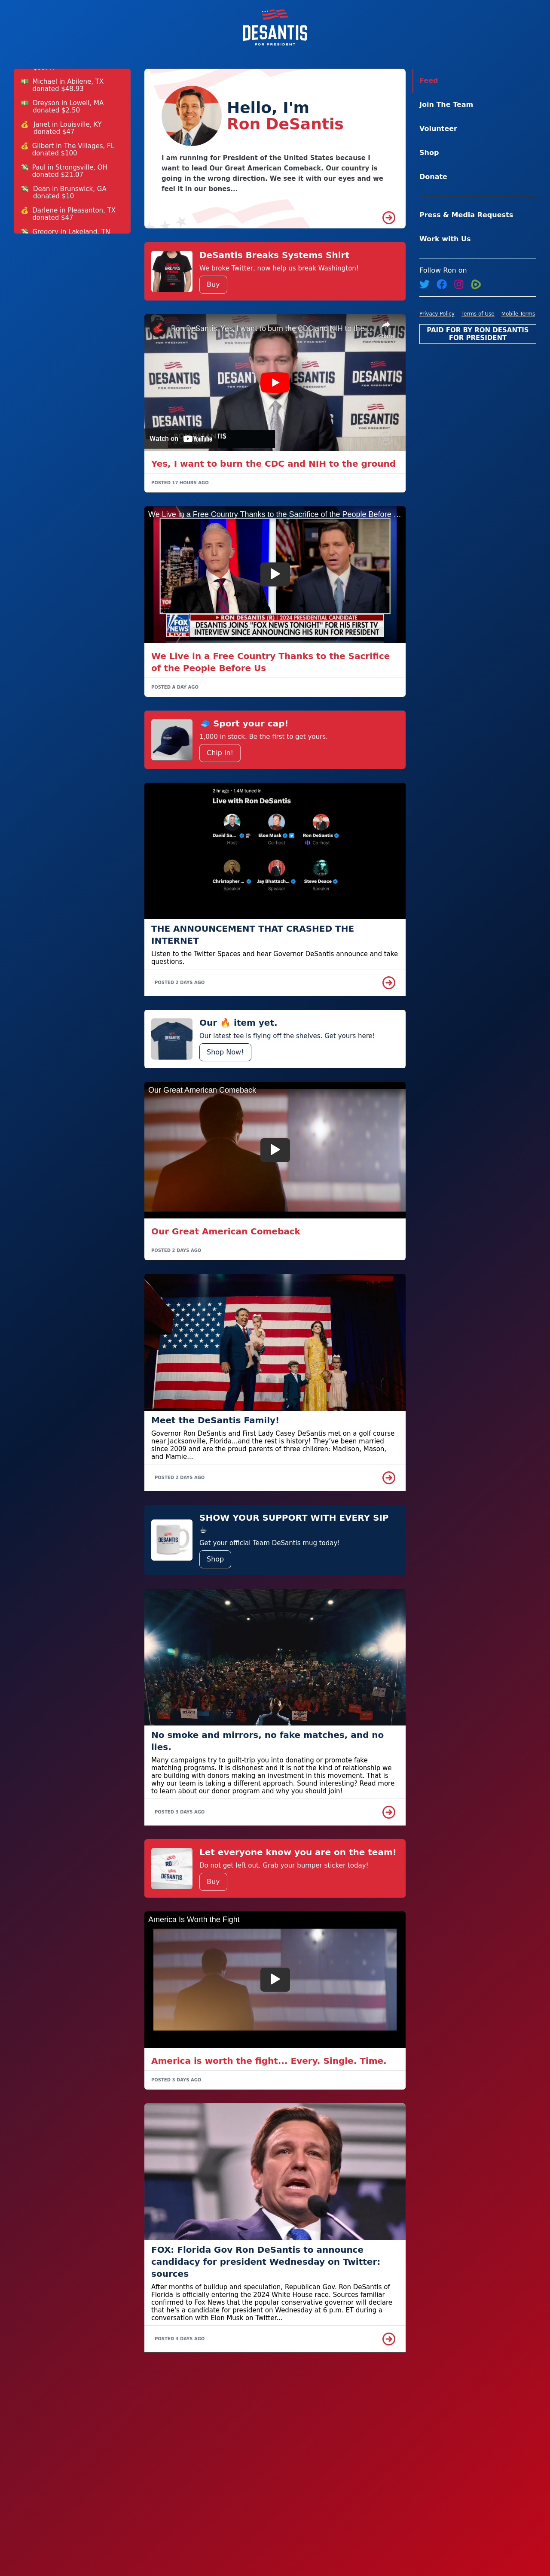 DESANTIS
FOR PRESIDENT
Michael in Abilene, TX
donated $48.93
Dreyson in Lowell, MA
donated $2.50
Janet in Louisville, KY
donated $47
Gilbert in The Villages, FL
donated $100
Paul in Strongsville, OH
donated $21.07
Dean in Brunswick, GA
donated $10
Darlene in Pleasanton, TX
donated $47
Gregory in Lakeland, TN
Hello, I'm
Ron DeSantis
I am running for President of the United States because I
want to lead Our Great American Comeback. Our country is
going in the wrong direction. We see it with our eyes and we
feel it in our bones...
DeSantis Breaks Systems Shirt
We broke Twitter, now help us break Washington!
Buy
Ron DeSantis: Yes, I want to burn the CDC and NIH to the
Watch on YouTube
Yes, I want to burn the CDC and NIH to the ground
POSTED 17 HOURS AGO
We Live in a Free Country Thanks to the Sacrifice of the People Before ...
FOX
NEWS
RON DESANTIS (R) | 2024 PRESIDENTIAL CANDIDATE
DESANTIS JOINS "FOX NEWS TONIGHT" FOR HIS FIRST TV
INTERVIEW SINCE ANNOUNCING HIS RUN FOR PRESIDENT
We Live in a Free Country Thanks to the Sacrifice
of the People Before Us
POSTED A DAY AGO
🧢 Sport your cap!
1,000 in stock. Be the first to get yours.
Chip in!
2 hr ago · 1.4M tuned in
Live with Ron DeSantis
David Sa...
Elon Musk
Ron DeSantis
Host
Co-host
Co-host
Christopher ...
Jay Bhattach...
Steve Deace
Speaker
Speaker
Speaker
THE ANNOUNCEMENT THAT CRASHED THE
INTERNET
Listen to the Twitter Spaces and hear Governor DeSantis announce and take
questions.
POSTED 2 DAYS AGO
Our 🔥 item yet.
Our latest tee is flying off the shelves. Get yours here!
Shop Now!
Our Great American Comeback
Our Great American Comeback
POSTED 2 DAYS AGO
Meet the DeSantis Family!
Governor Ron DeSantis and First Lady Casey DeSantis met on a golf course
near Jacksonville, Florida...and the rest is history! They've been married
since 2009 and are the proud parents of three children: Madison, Mason,
and Mamie...
POSTED 2 DAYS AGO
SHOW YOUR SUPPORT WITH EVERY SIP
☕
Get your official Team DeSantis mug today!
Shop
No smoke and mirrors, no fake matches, and no
lies.
Many campaigns try to guilt-trip you into donating or promote fake
matching programs. It is dishonest and it is not the kind of relationship we
are building with donors making an investment in this movement. That is
why our team is taking a different approach. Sound interesting? Read more
to learn about our donor program and why you should join!
POSTED 3 DAYS AGO
Let everyone know you are on the team!
Do not get left out. Grab your bumper sticker today!
Buy
America Is Worth the Fight
America is worth the fight... Every. Single. Time.
POSTED 3 DAYS AGO
FOX: Florida Gov Ron DeSantis to announce
candidacy for president Wednesday on Twitter:
sources
After months of buildup and speculation, Republican Gov. Ron DeSantis of
Florida is officially entering the 2024 White House race. Sources familiar
confirmed to Fox News that the popular conservative governor will declare
that he's a candidate for president on Wednesday at 6 p.m. ET during a
conversation with Elon Musk on Twitter...
POSTED 3 DAYS AGO
Feed
Join The Team
Volunteer
Shop
Donate
Press & Media Requests
Work with Us
Follow Ron on
Privacy Policy Terms of Use Mobile Terms
PAID FOR BY RON DESANTIS
FOR PRESIDENT